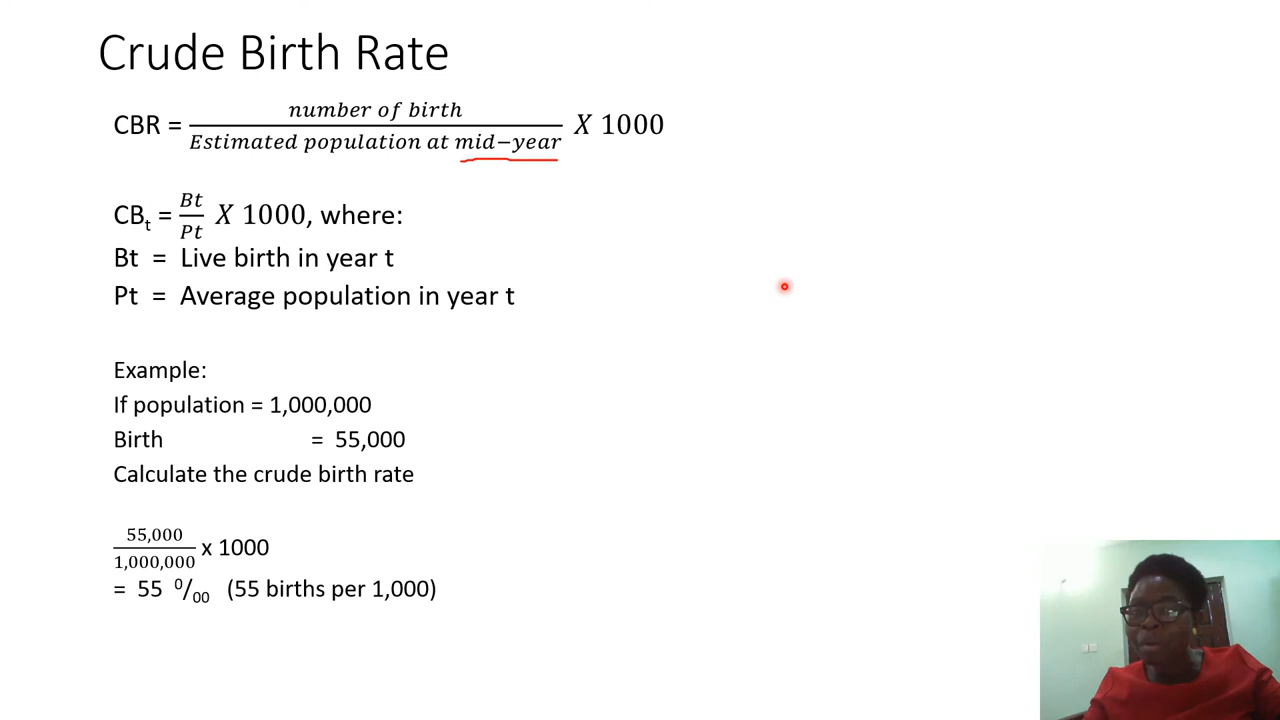 Crude Birth Rate
CBR = number of birth / Estimated population at mid−year X 1000
CBt = Bt / Pt X 1000, where:
Bt = Live birth in year t
Pt = Average population in year t
Example:
If population = 1,000,000
Birth = 55,000
Calculate the crude birth rate
55,000 / 1,000,000 x 1000
= 55 0/00 (55 births per 1,000)